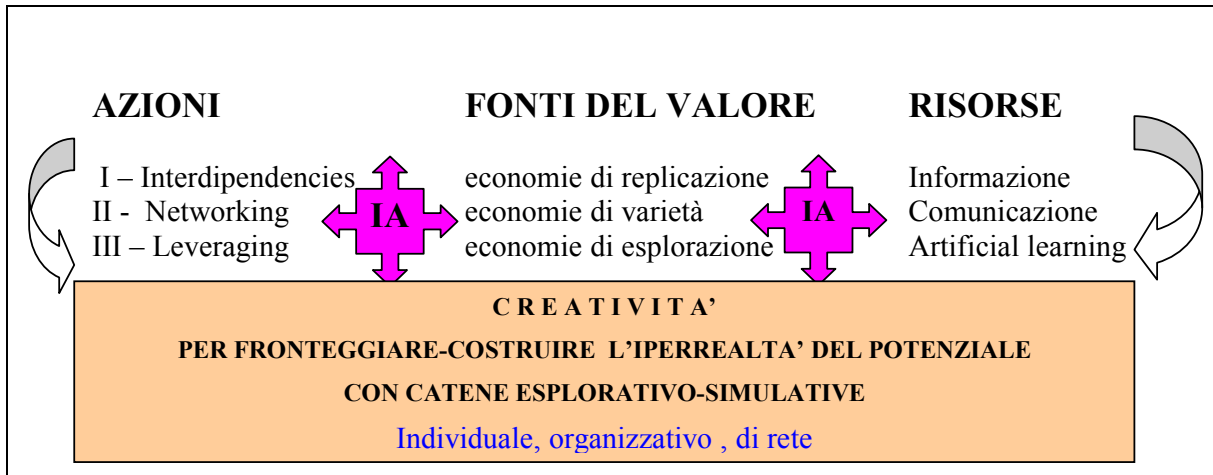 AZIONI FONTI DEL VALORE RISORSE
I – Interdipendencies economie di replicazione Informazione
II - Networking IA economie di varietà IA Comunicazione
III – Leveraging economie di esplorazione Artificial learning
C R E A T I V I T A'
PER FRONTEGGIARE-COSTRUIRE L'IPERREALTA' DEL POTENZIALE
CON CATENE ESPLORATIVO-SIMULATIVE
Individuale, organizzativo , di rete